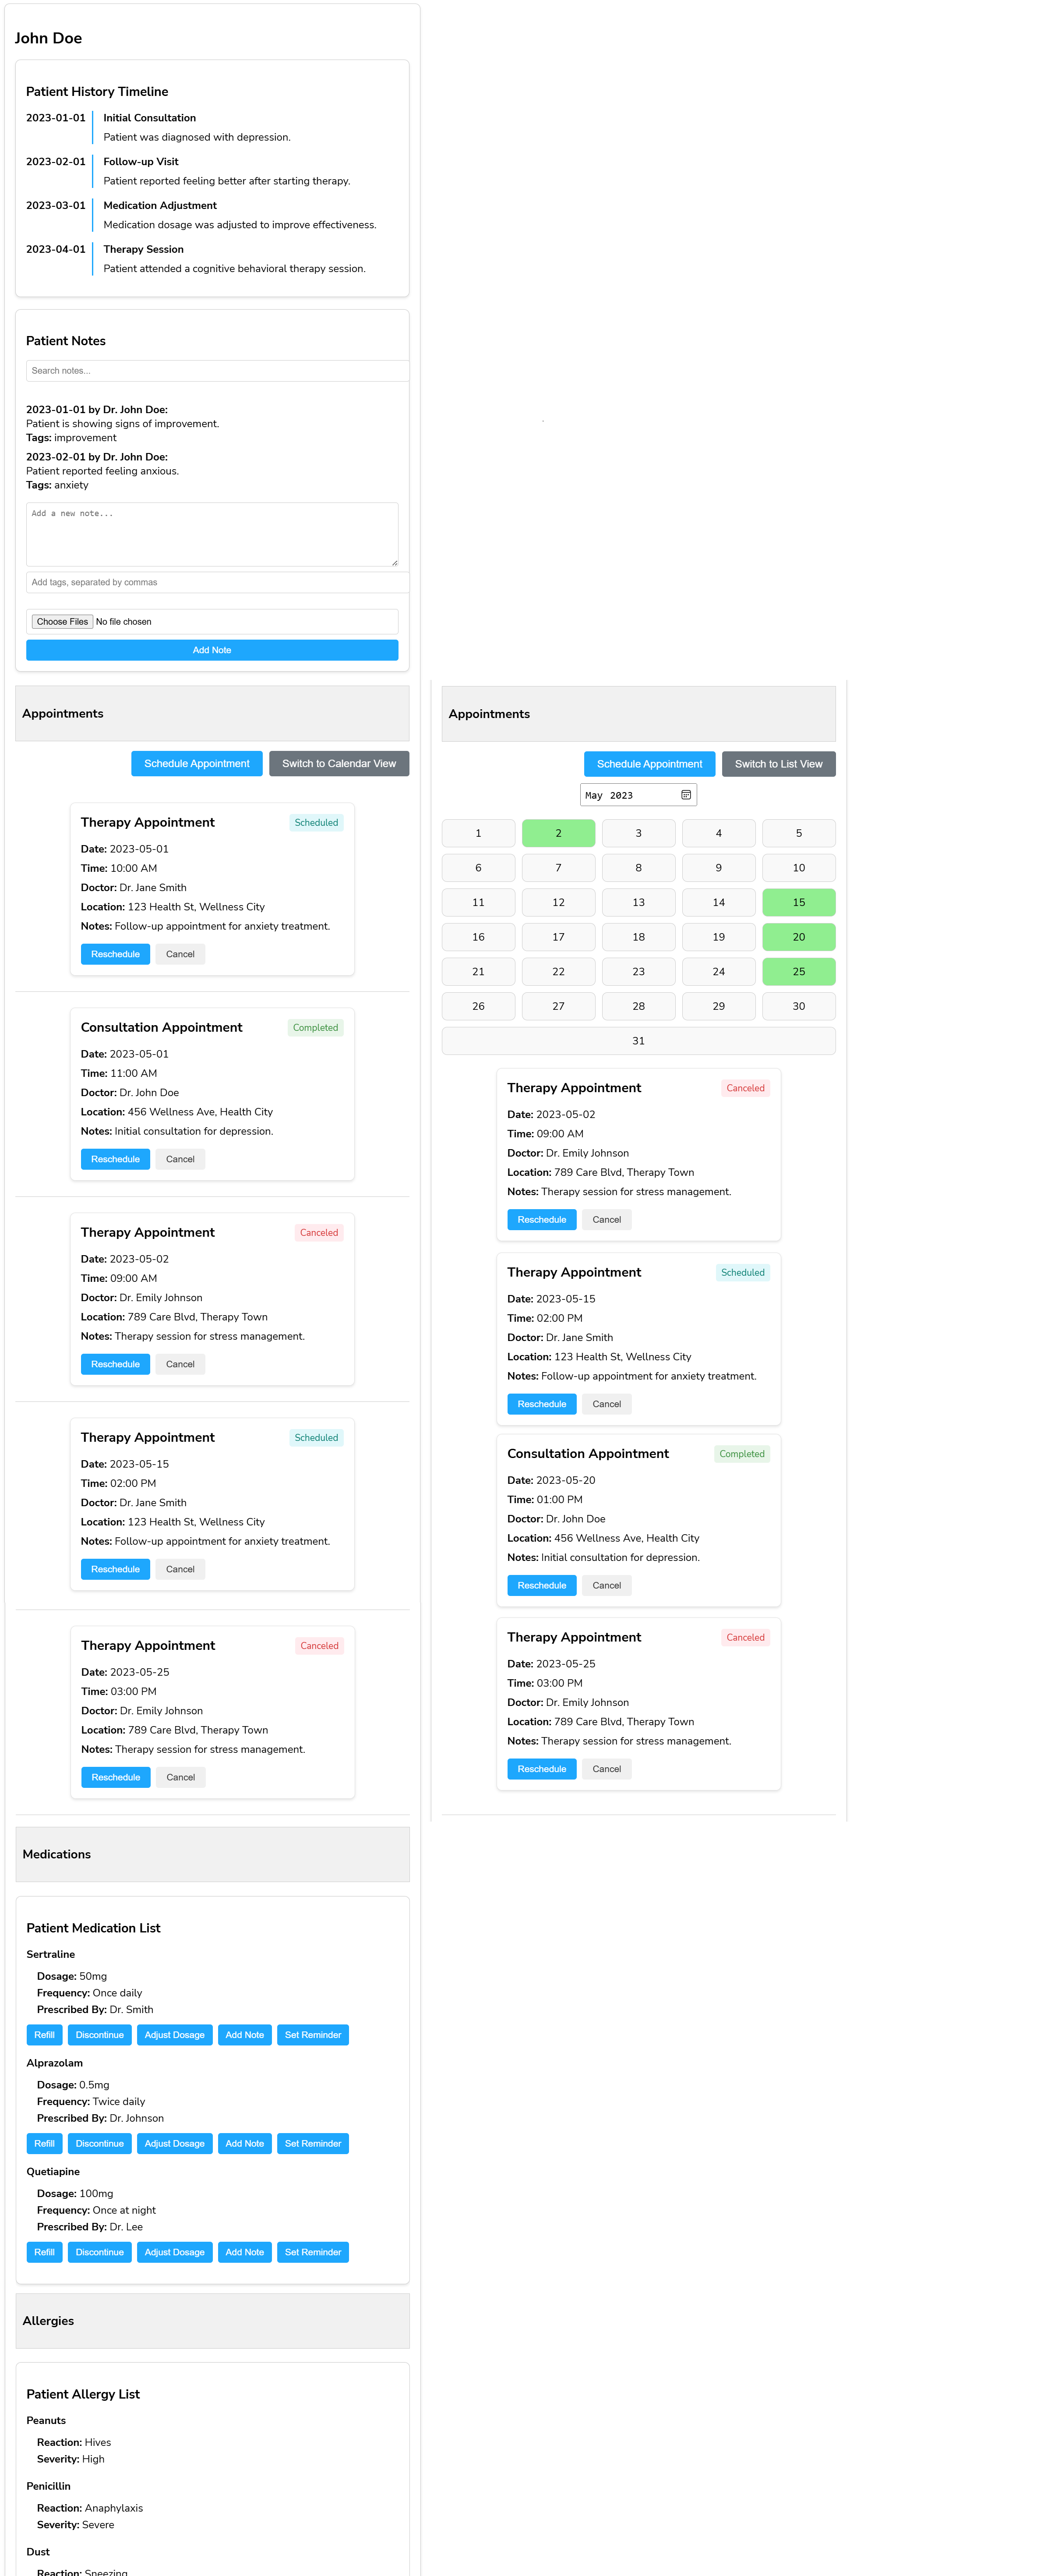 John Doe
Patient History Timeline
2023-01-01 Initial Consultation
Patient was diagnosed with depression.
2023-02-01 Follow-up Visit
Patient reported feeling better after starting therapy.
2023-03-01 Medication Adjustment
Medication dosage was adjusted to improve effectiveness.
2023-04-01 Therapy Session
Patient attended a cognitive behavioral therapy session.
Patient Notes
Search notes...
2023-01-01 by Dr. John Doe:
Patient is showing signs of improvement.
Tags: improvement
2023-02-01 by Dr. John Doe:
Patient reported feeling anxious.
Tags: anxiety
Add a new note...
Add tags, separated by commas
Choose Files No file chosen
Add Note
Appointments
Schedule Appointment Switch to Calendar View
Therapy Appointment Scheduled
Date: 2023-05-01
Time: 10:00 AM
Doctor: Dr. Jane Smith
Location: 123 Health St, Wellness City
Notes: Follow-up appointment for anxiety treatment.
Reschedule Cancel
Consultation Appointment Completed
Date: 2023-05-01
Time: 11:00 AM
Doctor: Dr. John Doe
Location: 456 Wellness Ave, Health City
Notes: Initial consultation for depression.
Reschedule Cancel
Therapy Appointment Canceled
Date: 2023-05-02
Time: 09:00 AM
Doctor: Dr. Emily Johnson
Location: 789 Care Blvd, Therapy Town
Notes: Therapy session for stress management.
Reschedule Cancel
Therapy Appointment Scheduled
Date: 2023-05-15
Time: 02:00 PM
Doctor: Dr. Jane Smith
Location: 123 Health St, Wellness City
Notes: Follow-up appointment for anxiety treatment.
Reschedule Cancel
Therapy Appointment Canceled
Date: 2023-05-25
Time: 03:00 PM
Doctor: Dr. Emily Johnson
Location: 789 Care Blvd, Therapy Town
Notes: Therapy session for stress management.
Reschedule Cancel
Appointments
Schedule Appointment Switch to List View
May 2023
1 2 3 4 5
6 7 8 9 10
11 12 13 14 15
16 17 18 19 20
21 22 23 24 25
26 27 28 29 30
31
Therapy Appointment Canceled
Date: 2023-05-02
Time: 09:00 AM
Doctor: Dr. Emily Johnson
Location: 789 Care Blvd, Therapy Town
Notes: Therapy session for stress management.
Reschedule Cancel
Therapy Appointment Scheduled
Date: 2023-05-15
Time: 02:00 PM
Doctor: Dr. Jane Smith
Location: 123 Health St, Wellness City
Notes: Follow-up appointment for anxiety treatment.
Reschedule Cancel
Consultation Appointment Completed
Date: 2023-05-20
Time: 01:00 PM
Doctor: Dr. John Doe
Location: 456 Wellness Ave, Health City
Notes: Initial consultation for depression.
Reschedule Cancel
Therapy Appointment Canceled
Date: 2023-05-25
Time: 03:00 PM
Doctor: Dr. Emily Johnson
Location: 789 Care Blvd, Therapy Town
Notes: Therapy session for stress management.
Reschedule Cancel
Medications
Patient Medication List
Sertraline
Dosage: 50mg
Frequency: Once daily
Prescribed By: Dr. Smith
Refill Discontinue Adjust Dosage Add Note Set Reminder
Alprazolam
Dosage: 0.5mg
Frequency: Twice daily
Prescribed By: Dr. Johnson
Refill Discontinue Adjust Dosage Add Note Set Reminder
Quetiapine
Dosage: 100mg
Frequency: Once at night
Prescribed By: Dr. Lee
Refill Discontinue Adjust Dosage Add Note Set Reminder
Allergies
Patient Allergy List
Peanuts
Reaction: Hives
Severity: High
Penicillin
Reaction: Anaphylaxis
Severity: Severe
Dust
Reaction: Sneezing